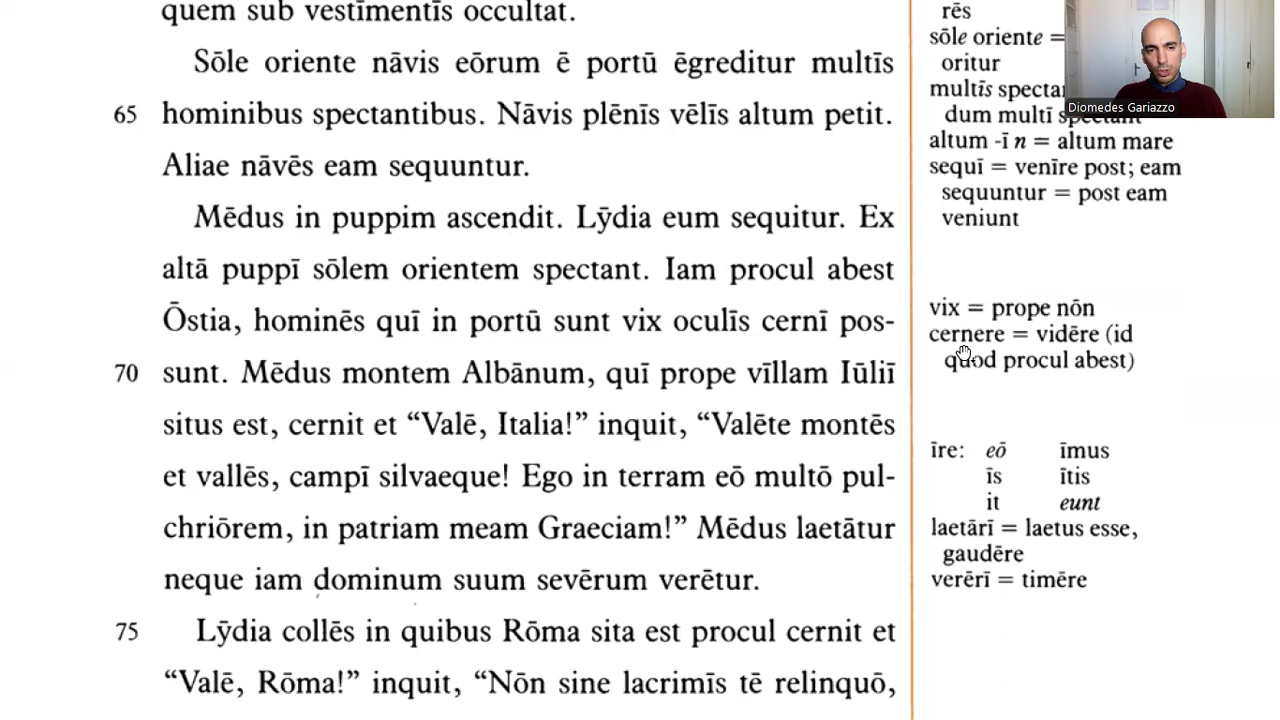 quem sub vestīmentīs occultat.
Sōle oriente nāvis eōrum ē portū ēgreditur multīs
65 hominibus spectantibus. Nāvis plēnīs vēlīs altum petit.
Aliae nāvēs eam sequuntur.
Mēdus in puppim ascendit. Lȳdia eum sequitur. Ex
altā puppī sōlem orientem spectant. Iam procul abest
Ōstia, hominēs quī in portū sunt vix oculīs cernī pos-
70 sunt. Mēdus montem Albānum, quī prope vīllam Iūliī
situs est, cernit et “Valē, Italia!” inquit, “Valēte montēs
et vallēs, campī silvaeque! Ego in terram eō multō pul-
chriōrem, in patriam meam Graeciam!” Mēdus laetātur
neque iam dominum suum sevērum verētur.
75 Lȳdia collēs in quibus Rōma sita est procul cernit et
“Valē, Rōma!” inquit, “Nōn sine lacrimīs tē relinquō,
rēs
sōle oriente =
oritur
multīs
dum multī
altum -ī n = altum mare
sequī = venīre post; eam
sequuntur = post eam
veniunt
vix = prope nōn
cernere = vidēre (id
quod procul abest)
īre: eō īmus
īs ītis
it eunt
laetārī = laetus esse,
gaudēre
verērī = timēre
Diomedes Gariazzo